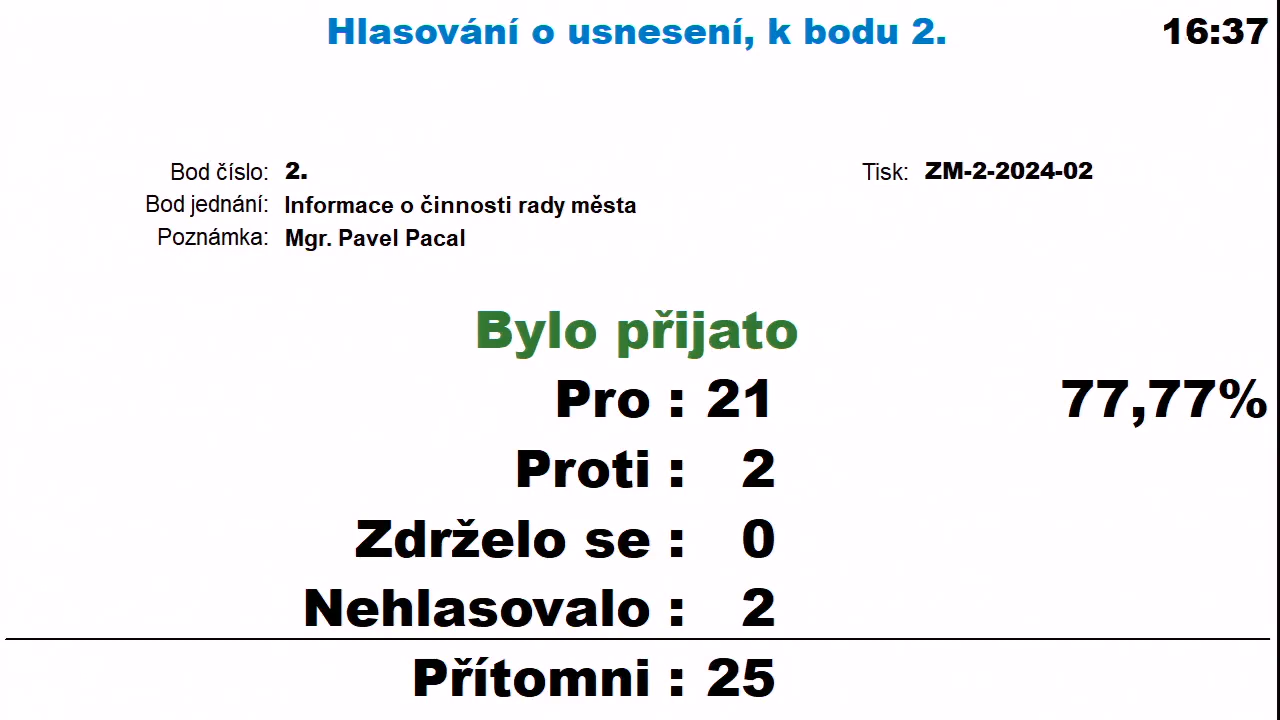 Hlasování o usnesení, k bodu 2. 16:37
Bod číslo: 2. Tisk: ZM-2-2024-02
Bod jednání: Informace o činnosti rady města
Poznámka: Mgr. Pavel Pacal
Bylo přijato
Pro : 21 77,77%
Proti : 2
Zdrželo se : 0
Nehlasovalo : 2
Přítomni : 25